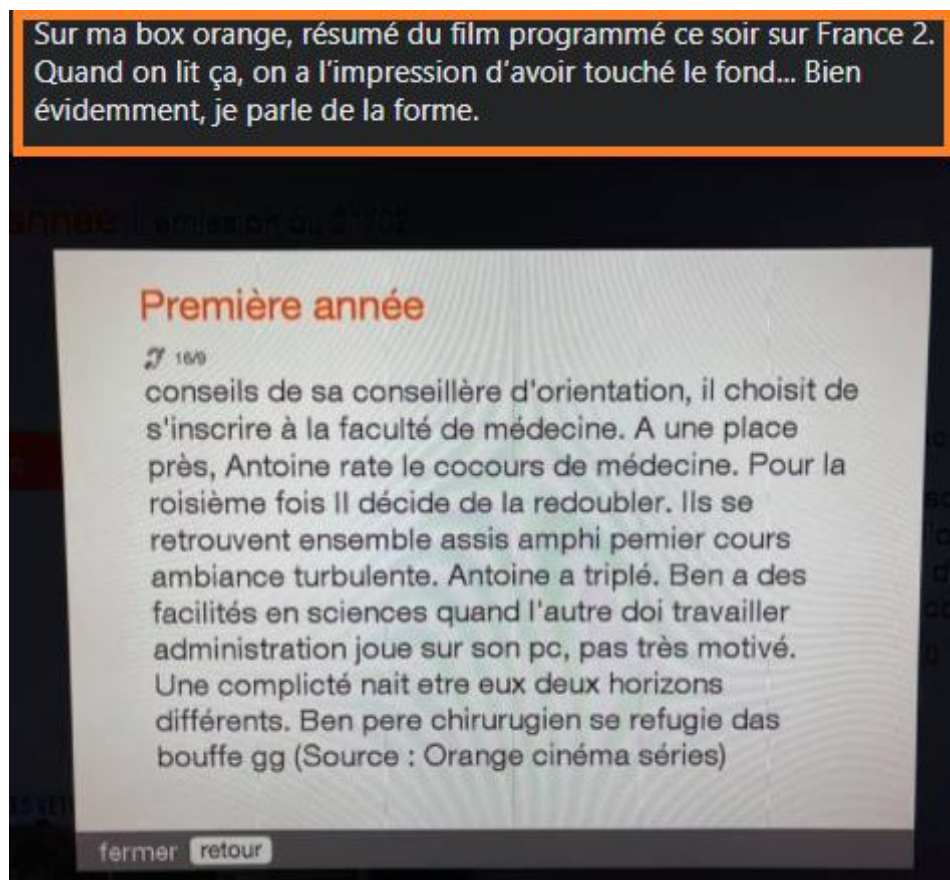 Sur ma box orange, résumé du film programmé ce soir sur France 2.
Quand on lit ça, on a l'impression d'avoir touché le fond... Bien
évidemment, je parle de la forme.
année | émission du 21/02
Première année
16/9
conseils de sa conseillère d'orientation, il choisit de
s'inscrire à la faculté de médecine. A une place
près, Antoine rate le cocours de médecine. Pour la
roisième fois Il décide de la redoubler. Ils se
retrouvent ensemble assis amphi pemier cours
ambiance turbulente. Antoine a triplé. Ben a des
facilités en sciences quand l'autre doi travailler
administration joue sur son pc, pas très motivé.
Une complicté nait etre eux deux horizons
différents. Ben pere chirurugien se refugie das
bouffe gg (Source : Orange cinéma séries)
fermer retour